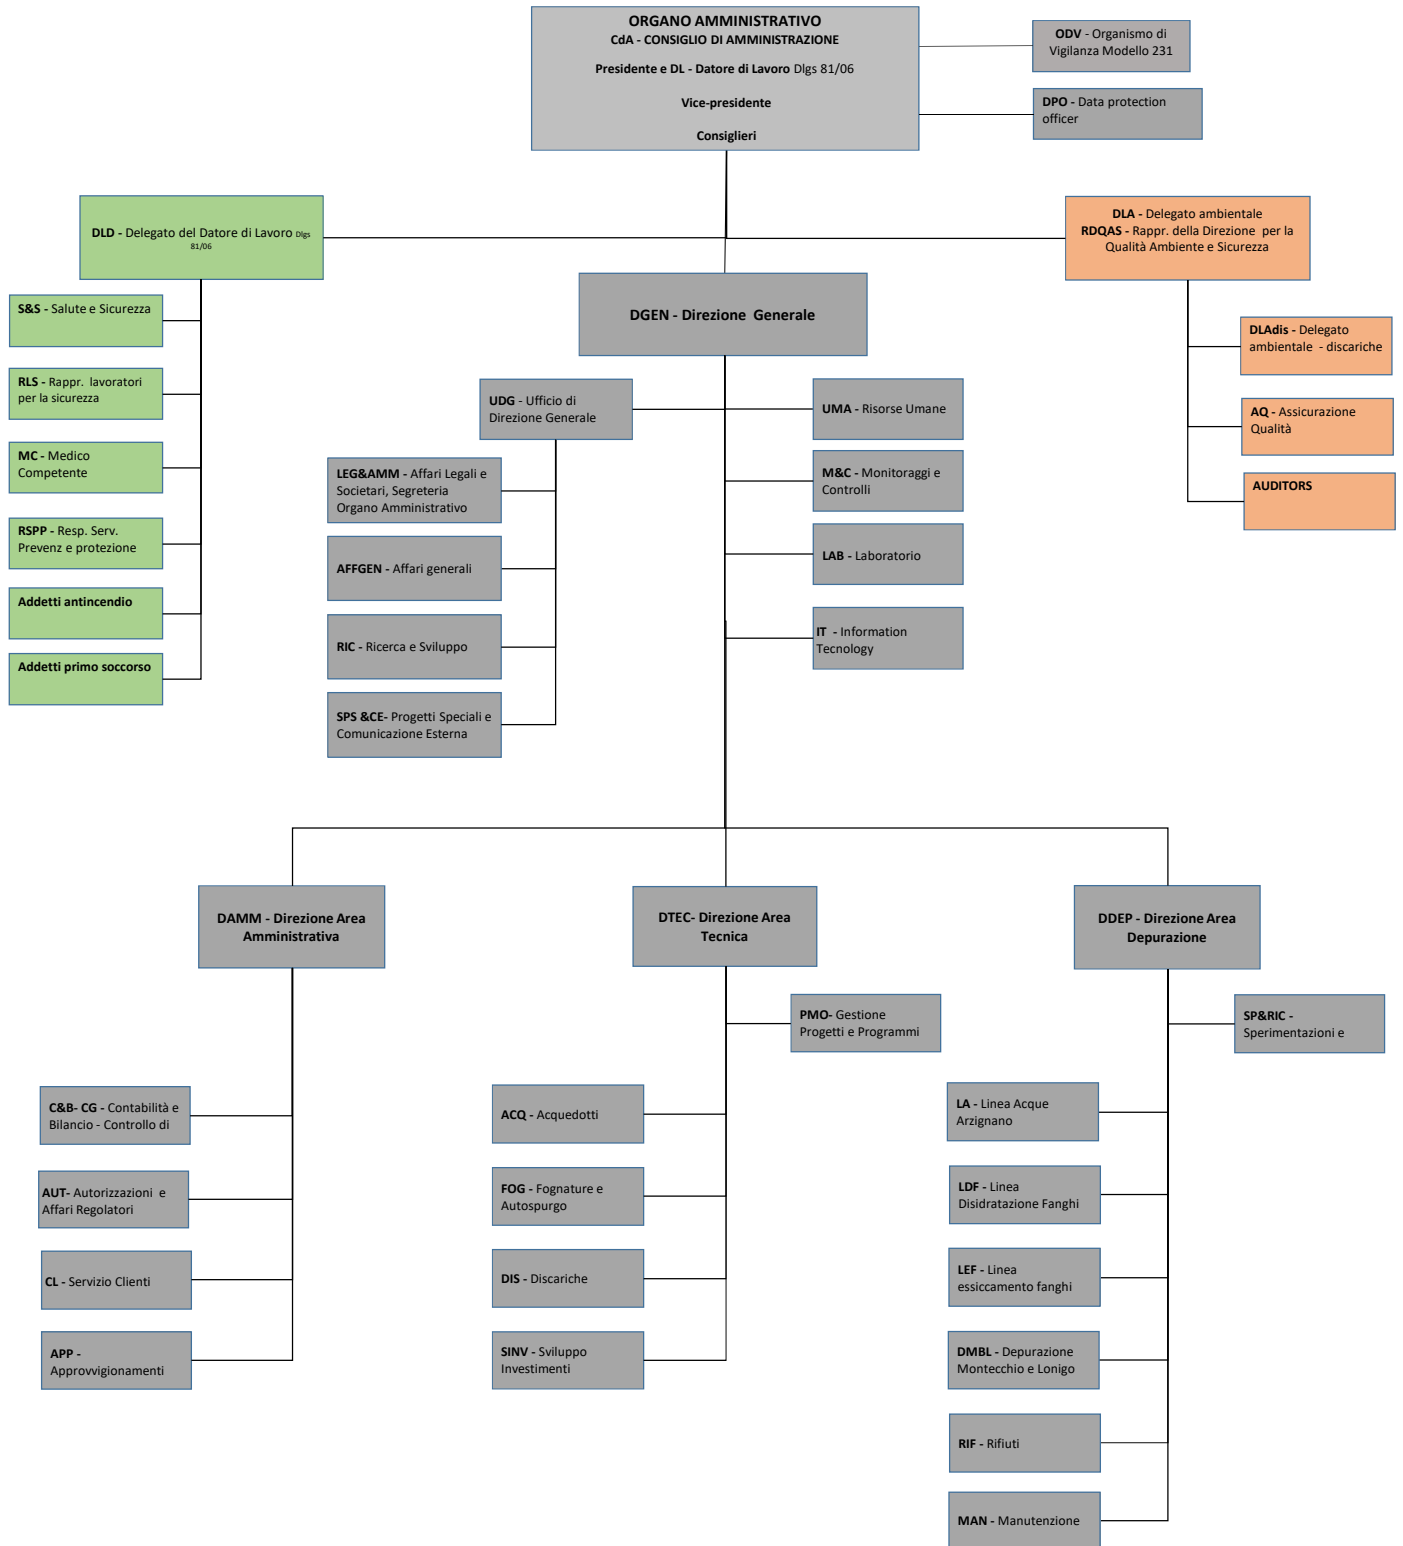 ORGANO AMMINISTRATIVO
CdA - CONSIGLIO DI AMMINISTRAZIONE
Presidente e DL - Datore di Lavoro Dlgs 81/06
Vice-presidente
Consiglieri
ODV - Organismo di
Vigilanza Modello 231
DPO - Data protection
officer
DLD - Delegato del Datore di Lavoro Dlgs
81/06
DLA - Delegato ambientale
RDQAS - Rappr. della Direzione per la
Qualità Ambiente e Sicurezza
S&S - Salute e Sicurezza
RLS - Rappr. lavoratori
per la sicurezza
MC - Medico
Competente
RSPP - Resp. Serv.
Prevenz e protezione
Addetti antincendio
Addetti primo soccorso
DGEN - Direzione Generale
DLAdis - Delegato
ambientale - discariche
AQ - Assicurazione
Qualità
AUDITORS
UDG - Ufficio di
Direzione Generale
LEG&AMM - Affari Legali e
Societari, Segreteria
Organo Amministrativo
AFFGEN - Affari generali
RIC - Ricerca e Sviluppo
SPS &CE- Progetti Speciali e
Comunicazione Esterna
UMA - Risorse Umane
M&C - Monitoraggi e
Controlli
LAB - Laboratorio
IT - Information
Tecnology
DAMM - Direzione Area
Amministrativa
DTEC- Direzione Area
Tecnica
DDEP - Direzione Area
Depurazione
C&B- CG - Contabilità e
Bilancio - Controllo di
AUT- Autorizzazioni e
Affari Regolatori
CL - Servizio Clienti
APP -
Approvvigionamenti
PMO- Gestione
Progetti e Programmi
ACQ - Acquedotti
FOG - Fognature e
Autospurgo
DIS - Discariche
SINV - Sviluppo
Investimenti
SP&RIC -
Sperimentazioni e
LA - Linea Acque
Arzignano
LDF - Linea
Disidratazione Fanghi
LEF - Linea
essiccamento fanghi
DMBL - Depurazione
Montecchio e Lonigo
RIF - Rifiuti
MAN - Manutenzione